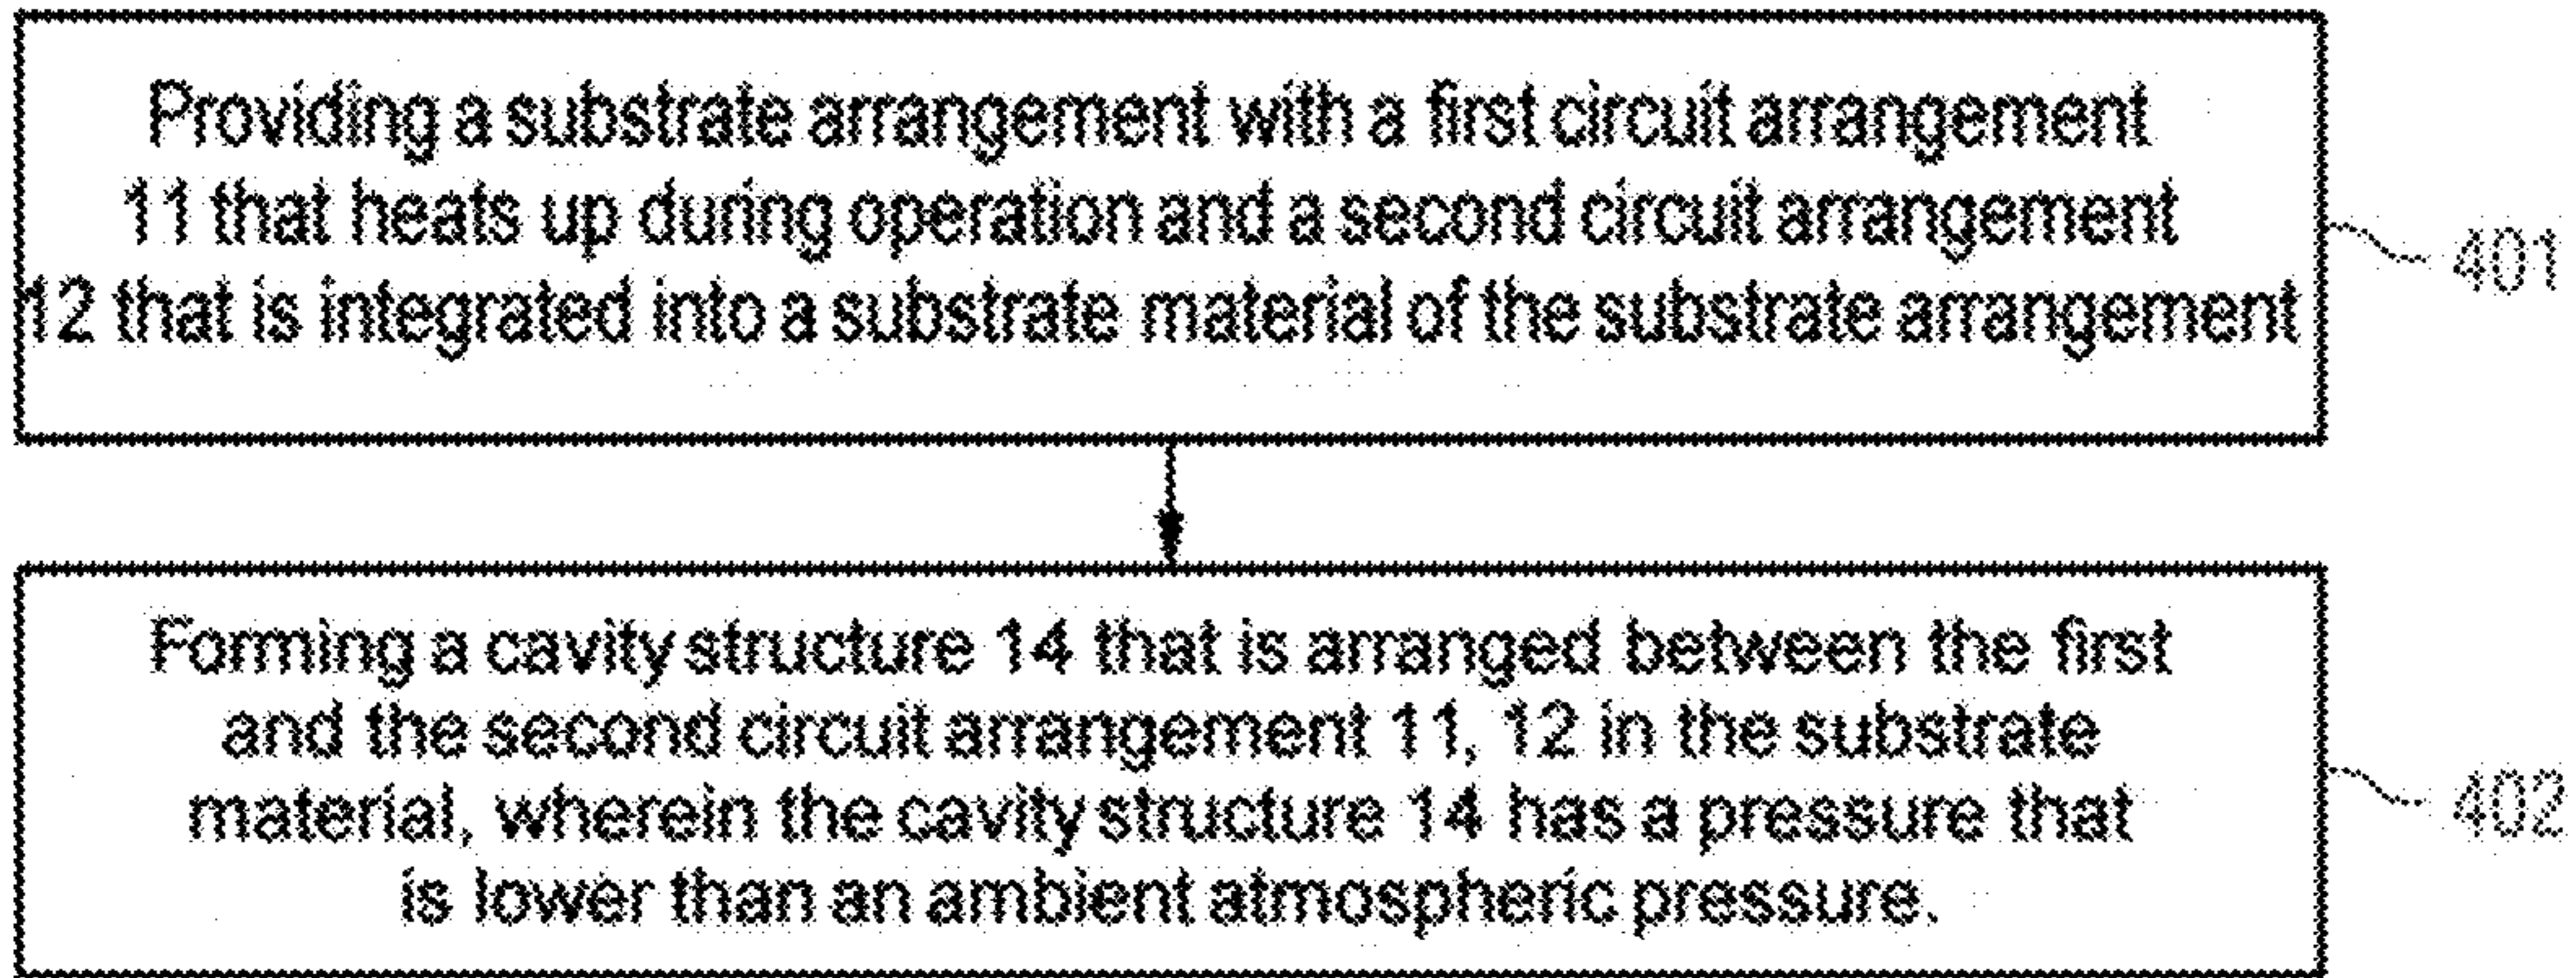 Providing a substrate arrangement with a first circuit arrangement
11 that heats up during operation and a second circuit arrangement
12 that is integrated into a substrate material of the substrate arrangement
401
Forming a cavity structure 14 that is arranged between the first
and the second circuit arrangement 11, 12 in the substrate
material, wherein the cavity structure 14 has a pressure that
is lower than an ambient atmospheric pressure.
402